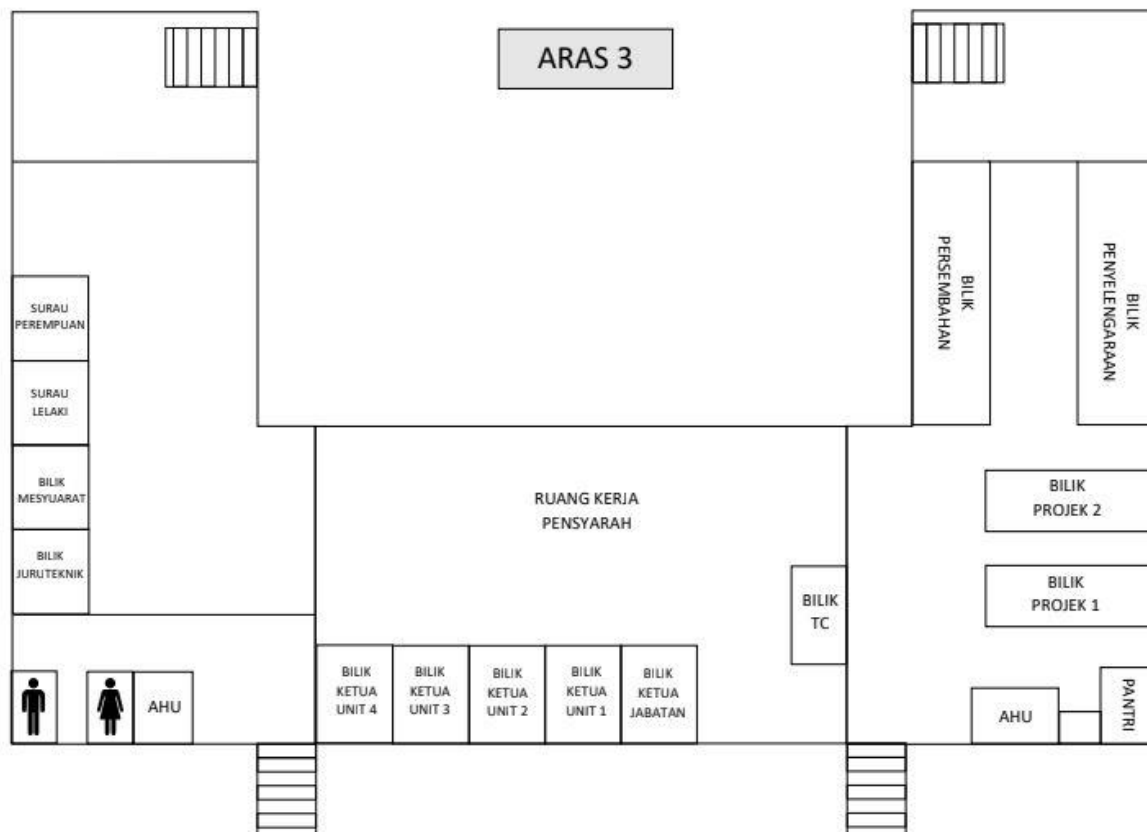 ARAS 3
BILIK
PERSEMBAHAN
BILIK
PENYELENGARAAN
SURAU
PEREMPUAN
SURAU
LELAKI
BILIK
MESYUARAT
BILIK
JURUTEKNIK
RUANG KERJA
PENSYARAH
BILIK
TC
BILIK
PROJEK 2
BILIK
PROJEK 1
AHU
BILIK
KETUA
UNIT 4
BILIK
KETUA
UNIT 3
BILIK
KETUA
UNIT 2
BILIK
KETUA
UNIT 1
BILIK
KETUA
JABATAN
AHU
PANTRI